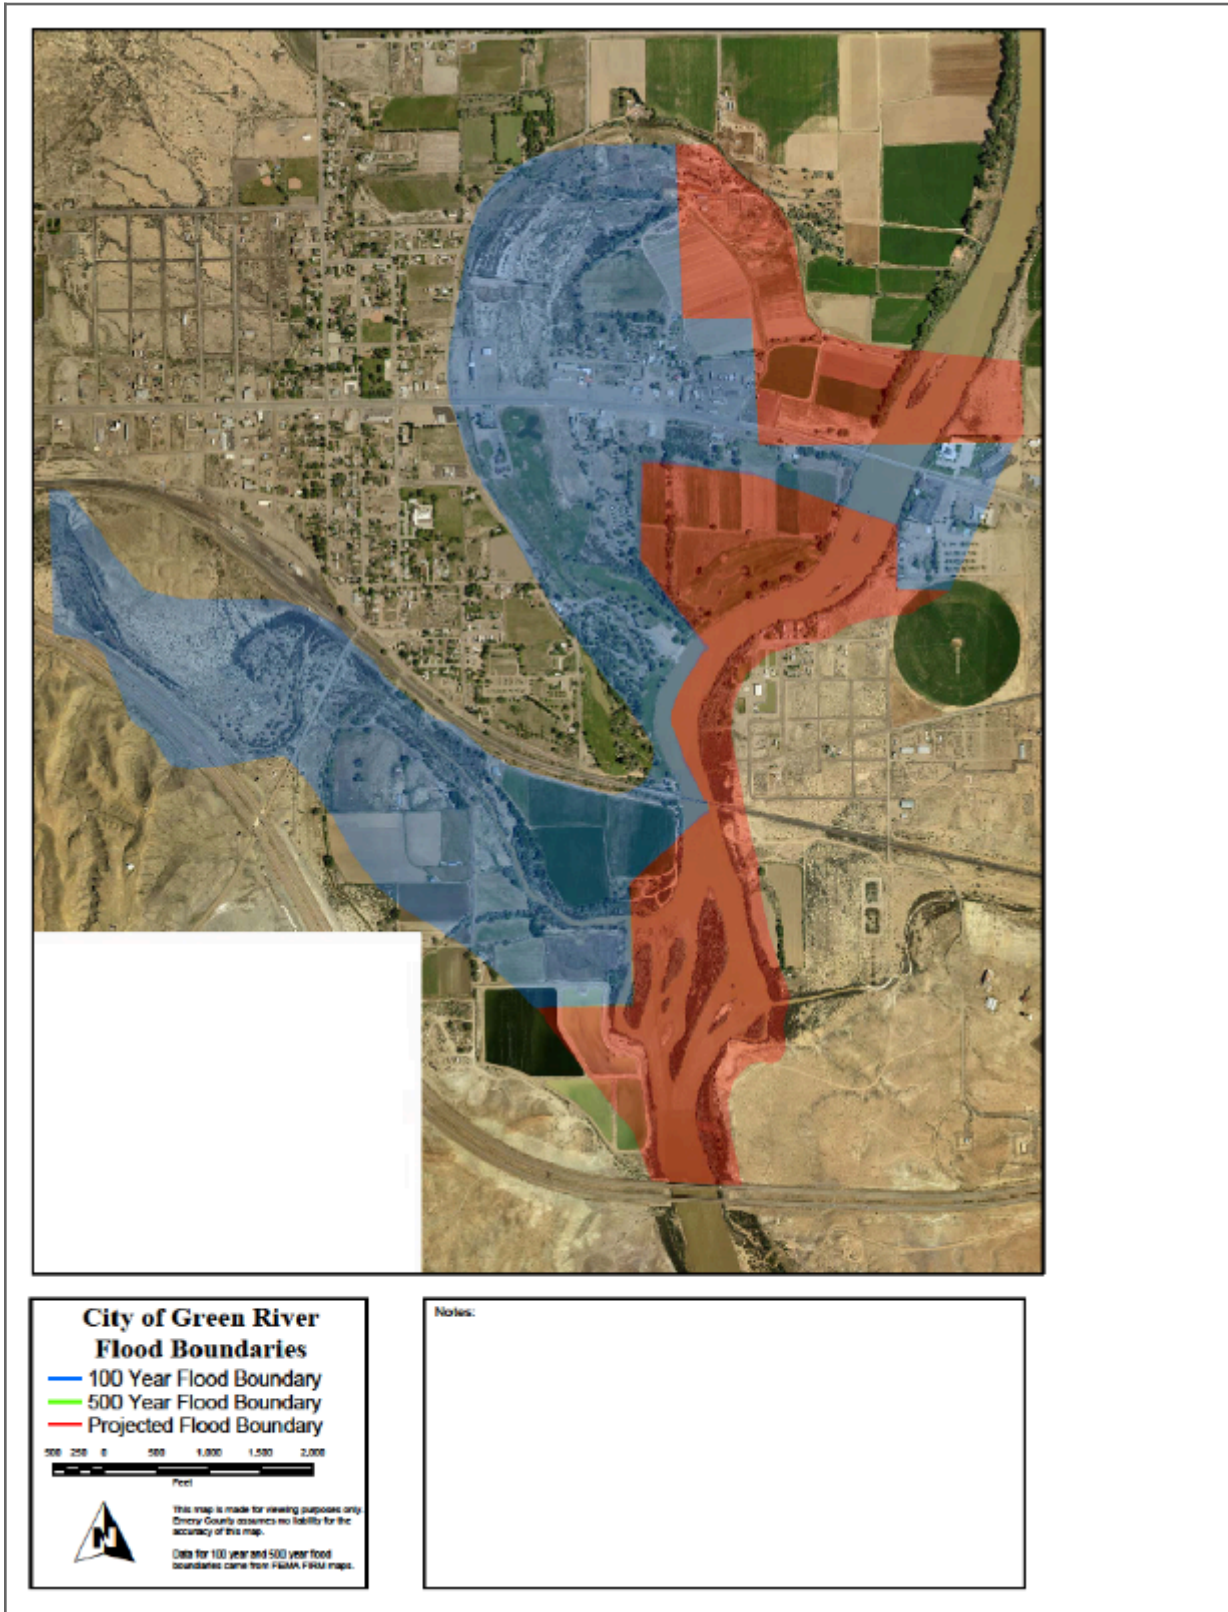 City of Green River
Flood Boundaries
100 Year Flood Boundary
500 Year Flood Boundary
Projected Flood Boundary
500 250 0 500 1,000 1,500 2,000
Feet
N
This map is made for viewing purposes only.
Emery County assumes no liability for the
accuracy of this map.
Data for 100 year and 500 year flood
boundaries came from FEMA FIRM maps.
Notes: